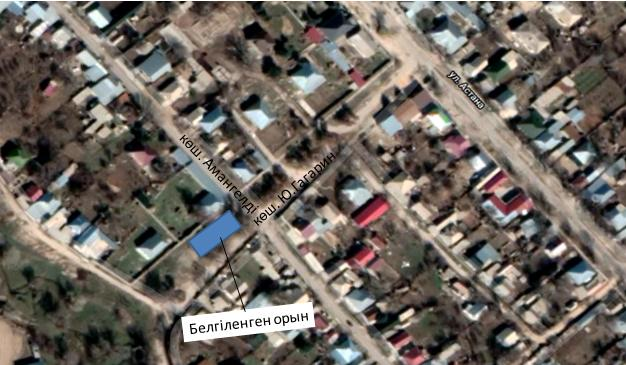 ул. Астана
көш. Амангелді
көш. Ю.Гагарин
Белгіленген орын